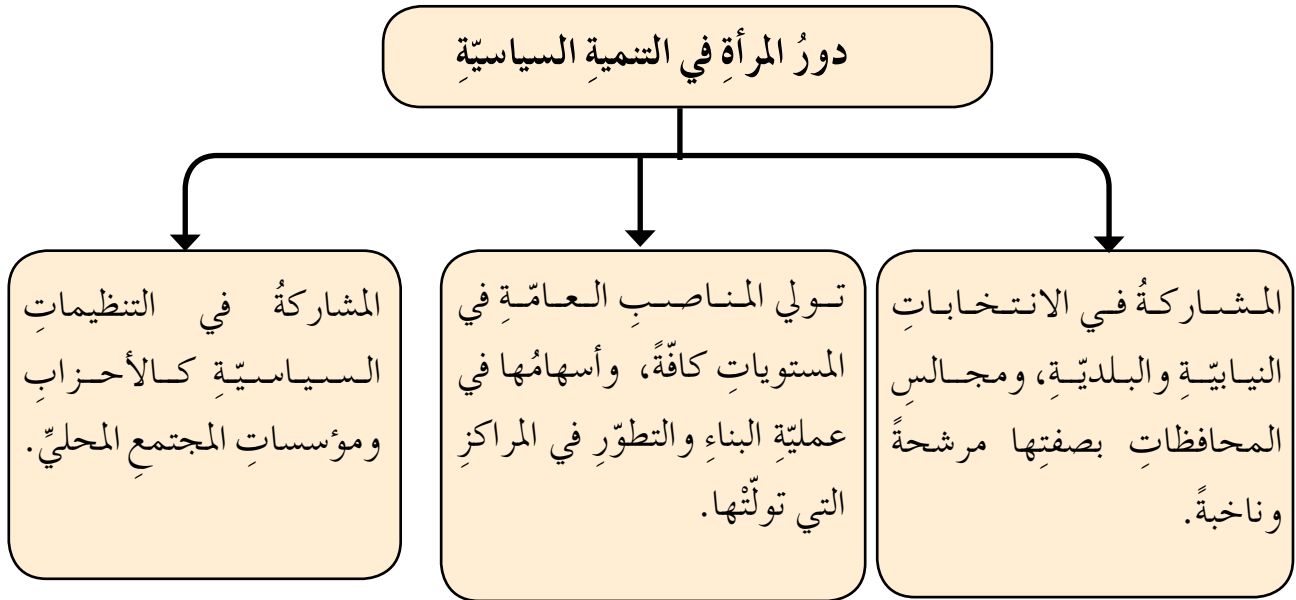 دورُ المرأةِ في التنميةِ السياسيّةِ
المشاركةُ في الانتخاباتِ
النيابيّةِ والبلديّةِ، ومجالسِ
المحافظاتِ بصفتِها مرشحةً
وناخبةً.
تولي المناصبِ العامّةِ في
المستوياتِ كافّةً، وأسهامُها في
عمليّةِ البناءِ والتطوّرِ في المراكزِ
التي تولّتْها.
المشاركةُ في التنظيماتِ
السياسيّةِ كالأحزابِ
ومؤسساتِ المجتمعِ المحليِّ.